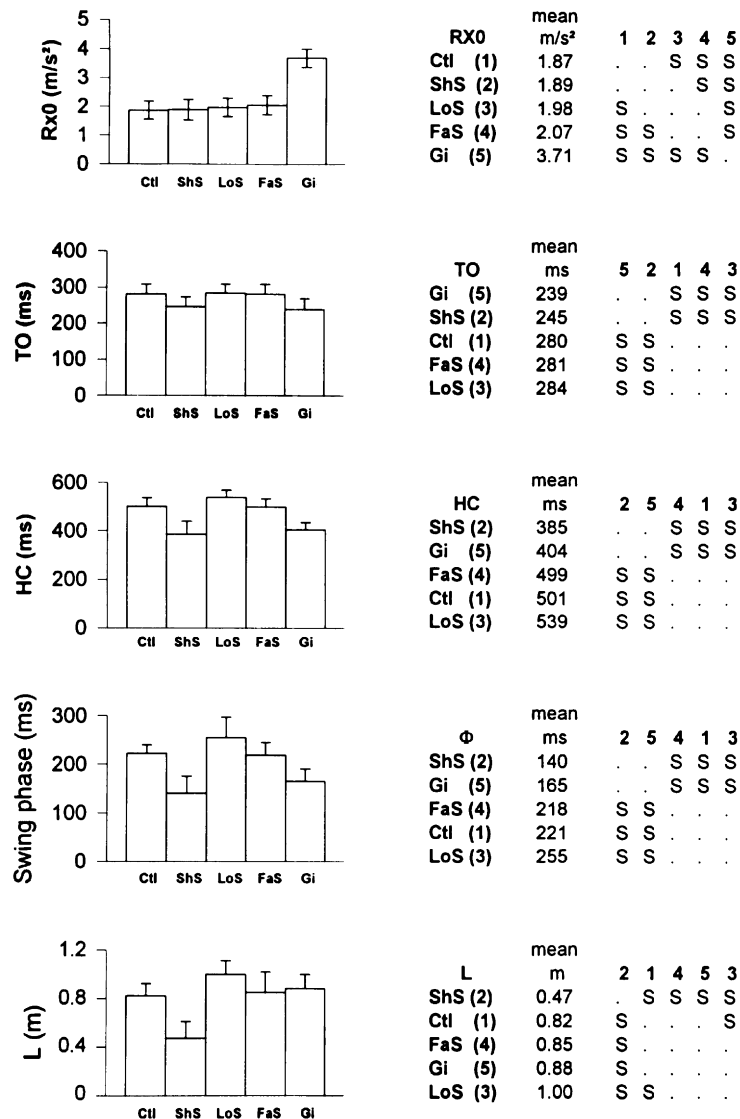 Rx0 (m/s²)
5
4
3
2
1
0
Ctl ShS LoS FaS Gi
mean
RX0 m/s² 1 2 3 4 5
Ctl (1) 1.87 . . S S S
ShS (2) 1.89 . . . S S
LoS (3) 1.98 S . . . S
FaS (4) 2.07 S S . . S
Gi (5) 3.71 S S S S .
TO (ms)
400
300
200
100
0
Ctl ShS LoS FaS Gi
mean
TO ms 5 2 1 4 3
Gi (5) 239 . . S S S
ShS (2) 245 . . S S S
Ctl (1) 280 S S . . .
FaS (4) 281 S S . . .
LoS (3) 284 S S . . .
HC (ms)
600
400
200
0
Ctl ShS LoS FaS Gi
mean
HC ms 2 5 4 1 3
ShS (2) 385 . . S S S
Gi (5) 404 . . S S S
FaS (4) 499 S S . . .
Ctl (1) 501 S S . . .
LoS (3) 539 S S . . .
Swing phase (ms)
300
200
100
0
Ctl ShS LoS FaS Gi
mean
Φ ms 2 5 4 1 3
ShS (2) 140 . . S S S
Gi (5) 165 . . S S S
FaS (4) 218 S S . . .
Ctl (1) 221 S S . . .
LoS (3) 255 S S . . .
L (m)
1.2
0.8
0.4
0
Ctl ShS LoS FaS Gi
mean
L m 2 1 4 5 3
ShS (2) 0.47 . S S S S
Ctl (1) 0.82 S . . . S
FaS (4) 0.85 S . . . .
Gi (5) 0.88 S . . . .
LoS (3) 1.00 S S . . .